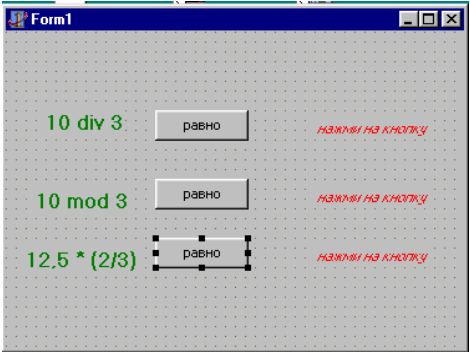 Form1
10 div 3 равно нажми на кнопку
10 mod 3 равно нажми на кнопку
12,5 * (2/3) равно нажми на кнопку